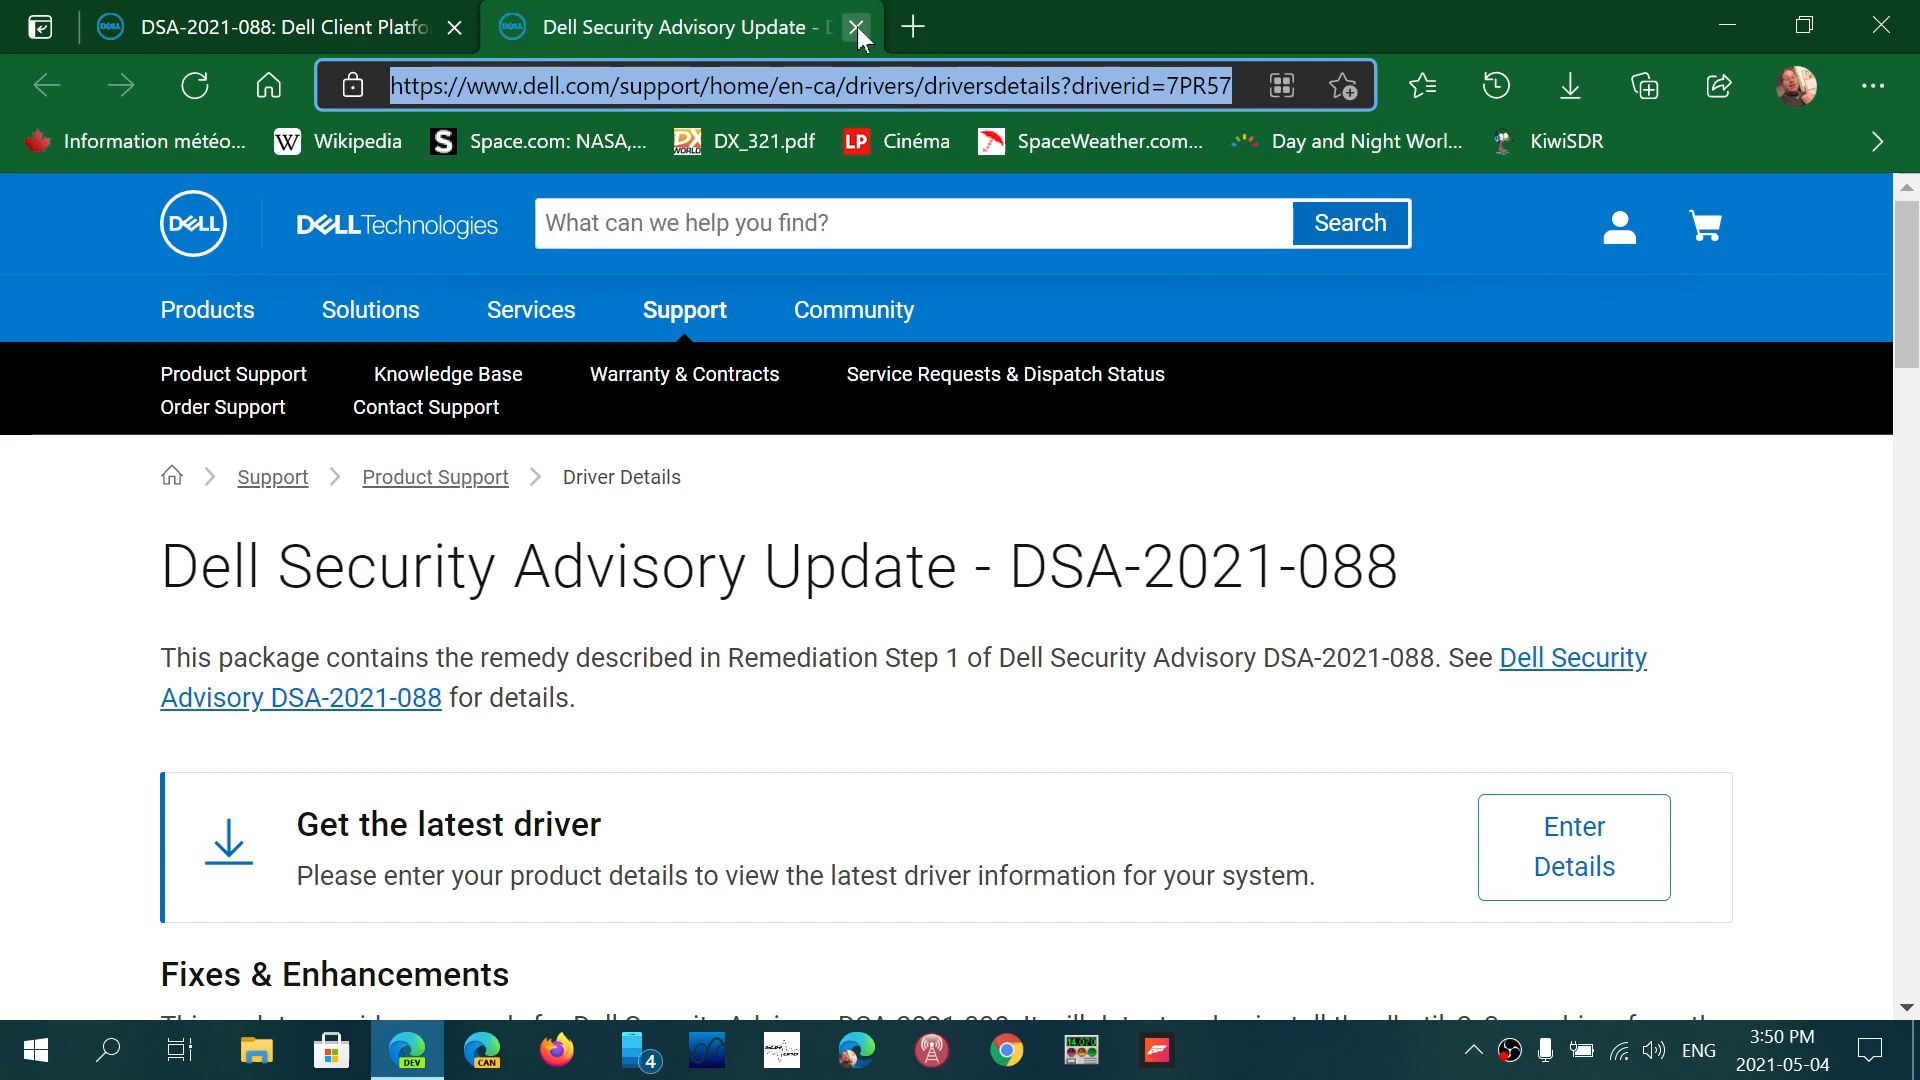 DSA-2021-088: Dell Client Platfo
Dell Security Advisory Update -
https://www.dell.com/support/home/en-ca/drivers/driversdetails?driverid=7PR57
Information météo...
Wikipedia
Space.com: NASA,...
DX_321.pdf
LP Cinéma
SpaceWeather.com...
Day and Night Worl...
KiwiSDR
DELL
DELL Technologies
What can we help you find?
Search
Products Solutions Services Support Community
Product Support Knowledge Base Warranty & Contracts Service Requests & Dispatch Status
Order Support Contact Support
Support Product Support Driver Details
Dell Security Advisory Update - DSA-2021-088
This package contains the remedy described in Remediation Step 1 of Dell Security Advisory DSA-2021-088. See Dell Security
Advisory DSA-2021-088 for details.
Get the latest driver
Please enter your product details to view the latest driver information for your system.
Enter
Details
Fixes & Enhancements
DEV
CAN
4
ENG
3:50 PM
2021-05-04